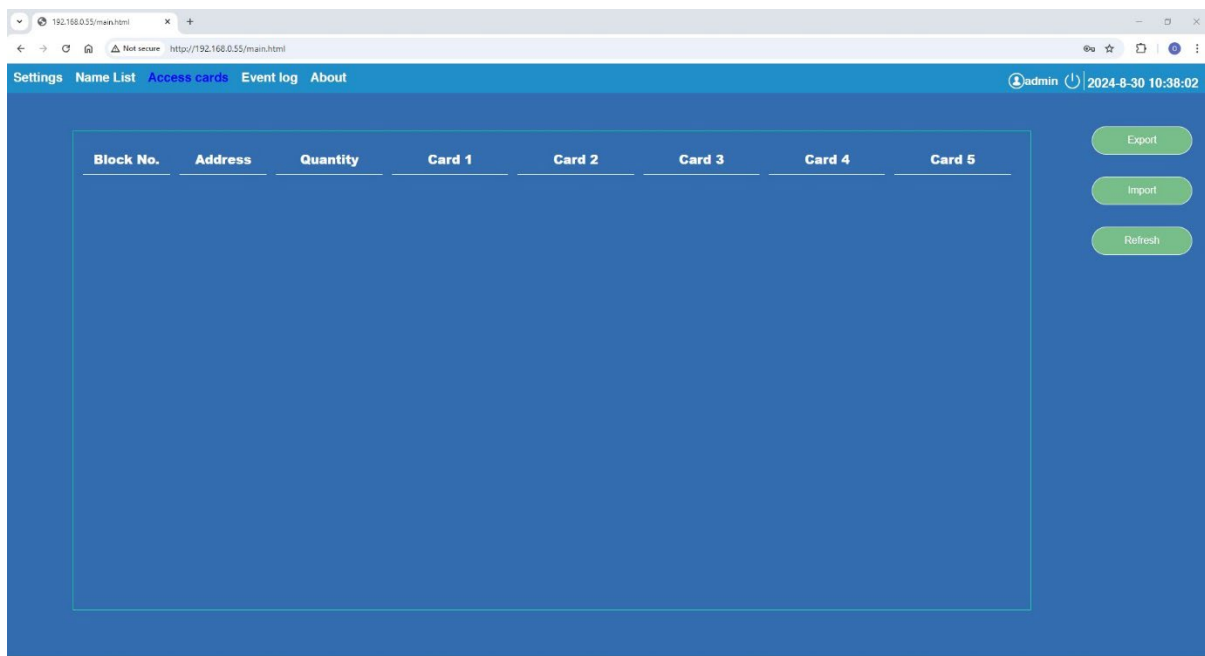 192.168.0.55/main.html
Not secure http://192.168.0.55/main.html
Settings Name List Access cards Event log About admin 2024-8-30 10:38:02
Block No. Address Quantity Card 1 Card 2 Card 3 Card 4 Card 5
Export
Import
Refresh